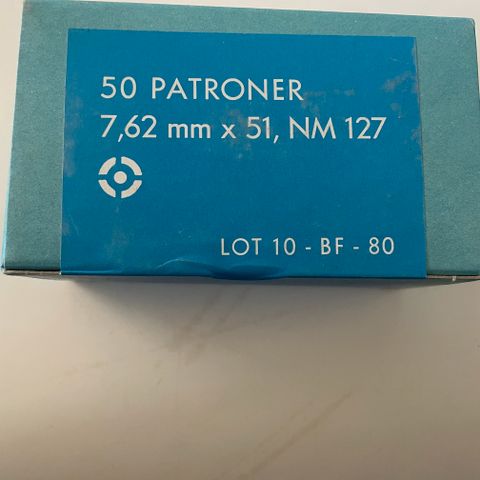 50 PATRONER
7,62 mm x 51, NM 127
LOT 10 - BF - 80